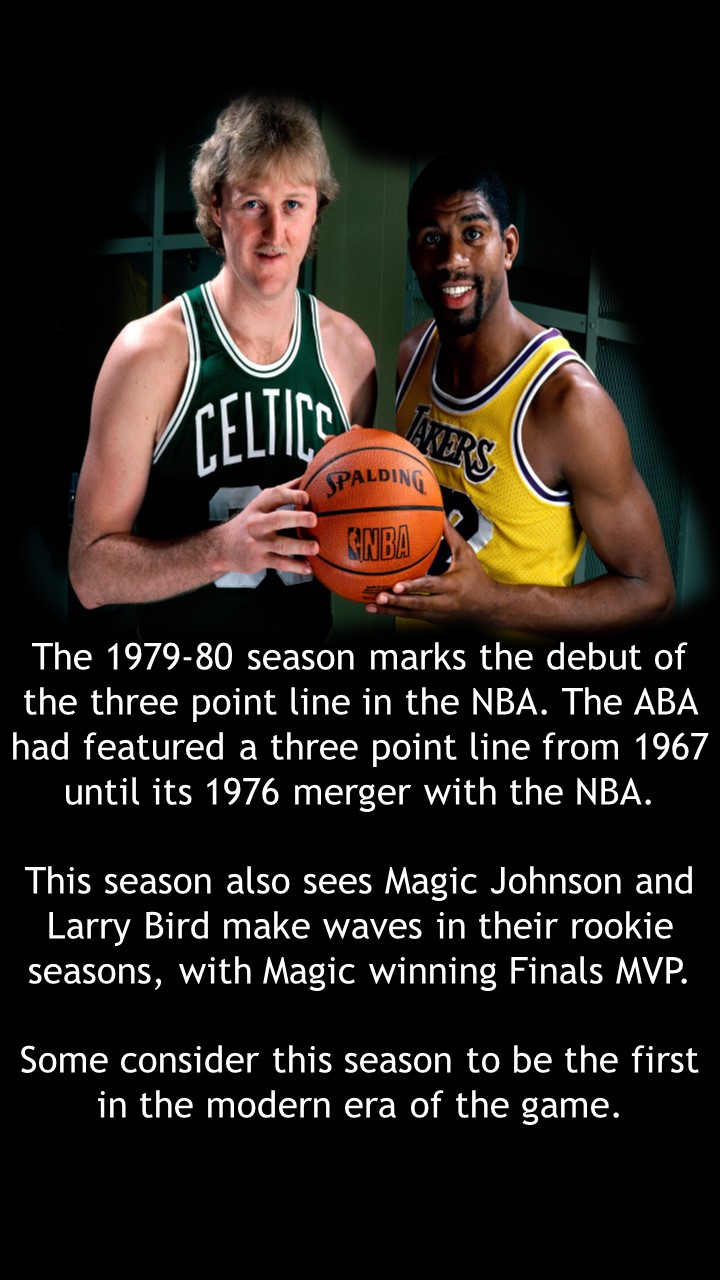 CELTICS
LAKERS
SPALDING
NBA
The 1979-80 season marks the debut of
the three point line in the NBA. The ABA
had featured a three point line from 1967
until its 1976 merger with the NBA.
This season also sees Magic Johnson and
Larry Bird make waves in their rookie
seasons, with Magic winning Finals MVP.
Some consider this season to be the first
in the modern era of the game.